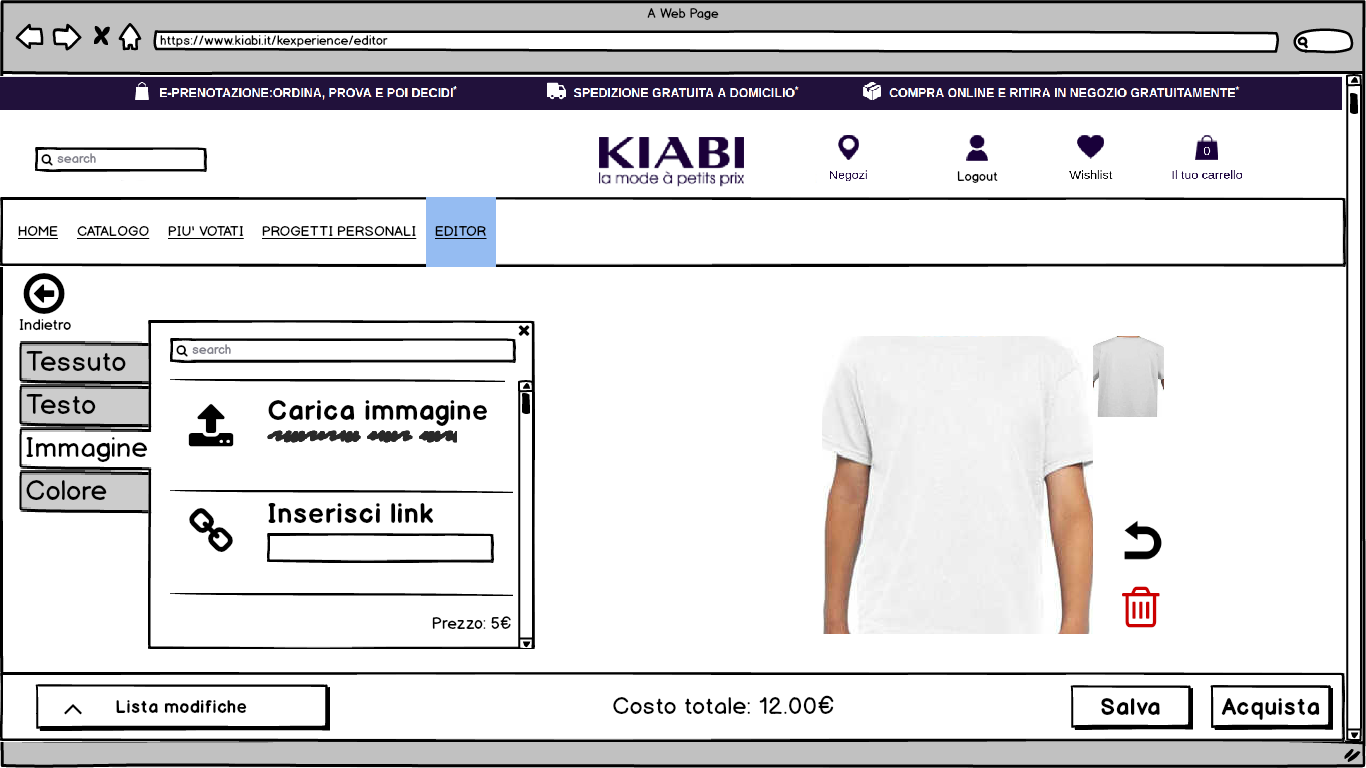 A Web Page
https://www.kiabi.it/kexperience/editor
E-PRENOTAZIONE:ORDINA, PROVA E POI DECIDI* SPEDIZIONE GRATUITA A DOMICILIO* COMPRA ONLINE E RITIRA IN NEGOZIO GRATUITAMENTE*
search
KIABI
la mode à petits prix
Negozi
Logout
Wishlist
0
Il tuo carrello
HOME CATALOGO PIU' VOTATI PROGETTI PERSONALI EDITOR
Indietro
Tessuto
Testo
Immagine
Colore
search
Carica immagine
Inserisci link
Prezzo: 5€
Lista modifiche
Costo totale: 12.00€
Salva
Acquista